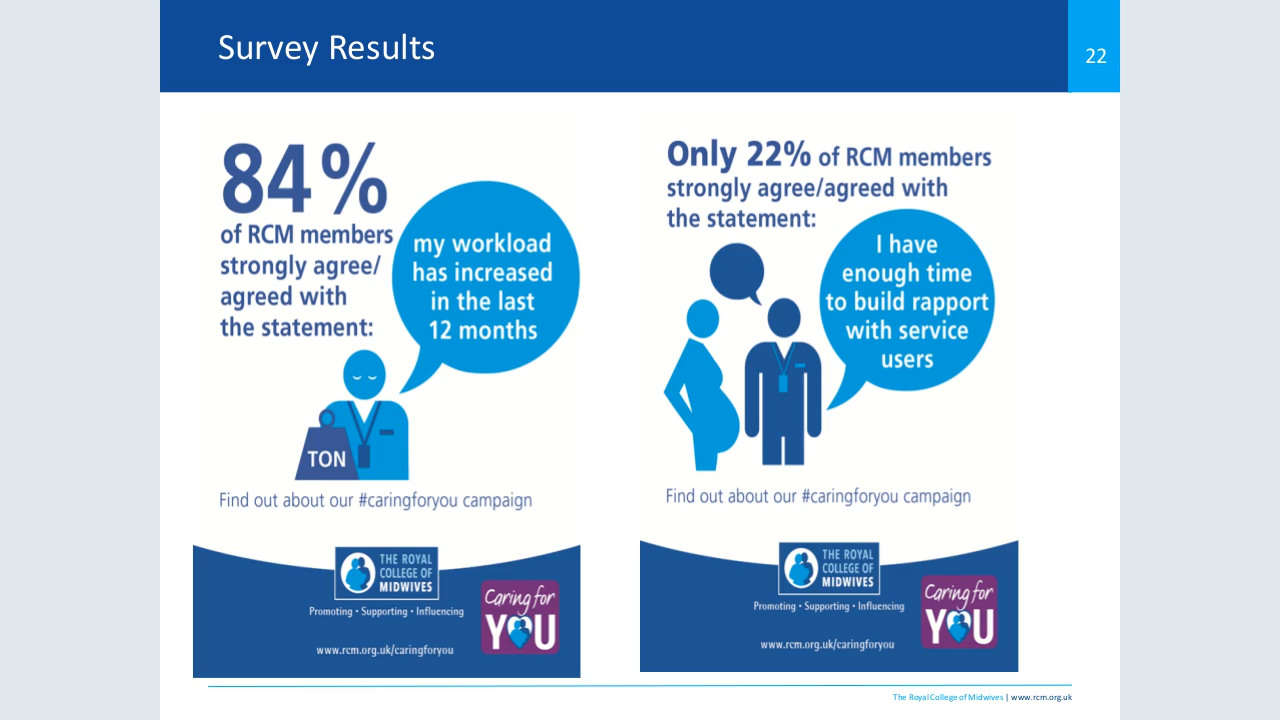 Survey Results
22
84%
of RCM members
strongly agree/
agreed with
the statement:
my workload
has increased
in the last
12 months
TON
Find out about our #caringforyou campaign
THE ROYAL
COLLEGE OF
MIDWIVES
Promoting • Supporting • Influencing
www.rcm.org.uk/caringforyou
Caring for
YOU
Only 22% of RCM members
strongly agree/agreed with
the statement:
I have
enough time
to build rapport
with service
users
Find out about our #caringforyou campaign
THE ROYAL
COLLEGE OF
MIDWIVES
Promoting • Supporting • Influencing
www.rcm.org.uk/caringforyou
Caring for
YOU
The Royal College of Midwives | www.rcm.org.uk